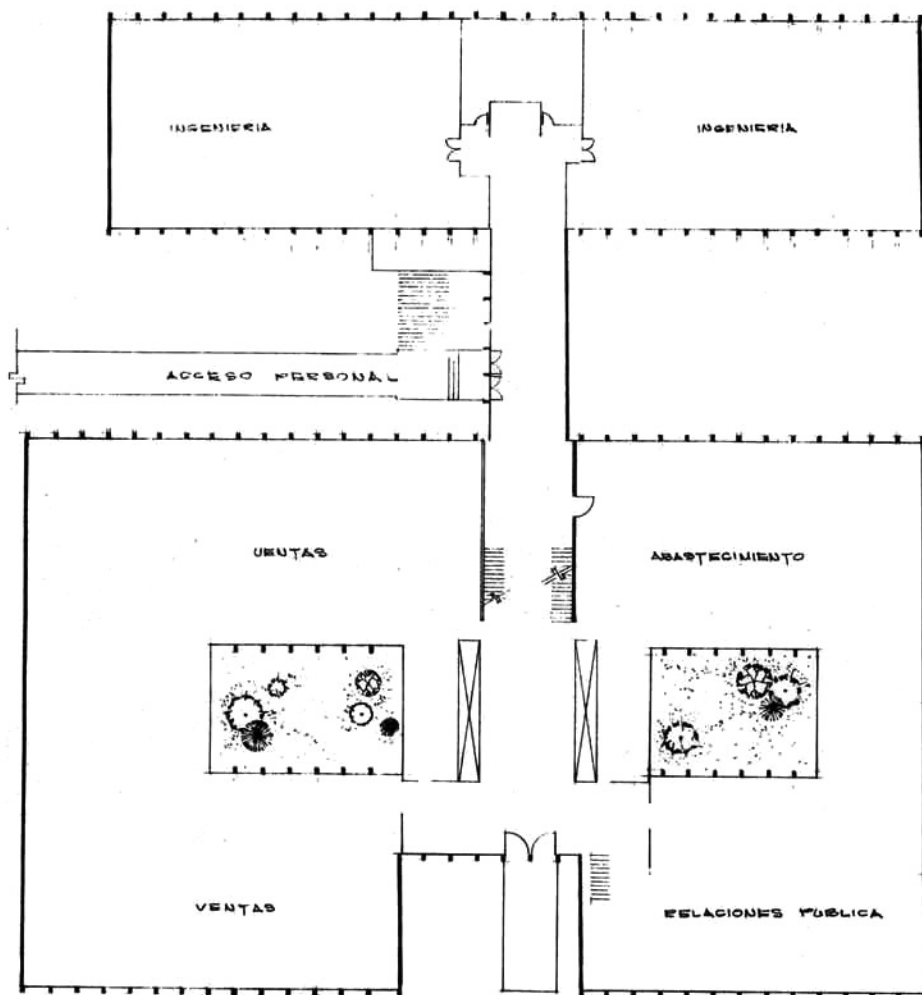 INGENIERIA
INGENIERIA
ACCESO PERSONAL
VENTAS
ABASTECIMIENTO
VENTAS
RELACIONES PUBLICA